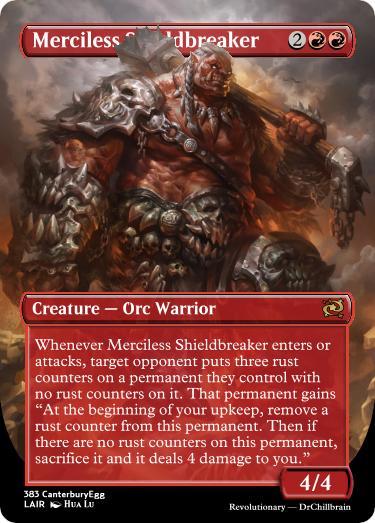 Merciless Shieldbreaker 2
Creature — Orc Warrior
Whenever Merciless Shieldbreaker enters or
attacks, target opponent puts three rust
counters on a permanent they control with
no rust counters on it. That permanent gains
“At the beginning of your upkeep, remove a
rust counter from this permanent. Then if
there are no rust counters on this permanent,
sacrifice it and it deals 4 damage to you.”
4/4
383 CanterburyEgg
LAIR Hua Lu
Revolutionary — DrChillbrain